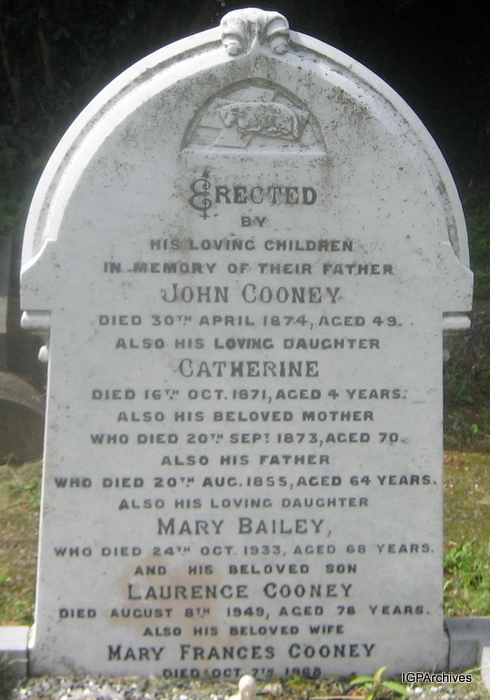 ERECTED
BY
HIS LOVING CHILDREN
IN MEMORY OF THEIR FATHER
JOHN COONEY
DIED 30TH APRIL 1874, AGED 49.
ALSO HIS LOVING DAUGHTER
CATHERINE
DIED 16TH OCT. 1871, AGED 4 YEARS.
ALSO HIS BELOVED MOTHER
WHO DIED 20TH SEPT 1873, AGED 70.
ALSO HIS FATHER
WHO DIED 20TH AUG. 1855, AGED 64 YEARS.
ALSO HIS LOVING DAUGHTER
MARY BAILEY,
WHO DIED 24TH OCT. 1933, AGED 68 YEARS.
AND HIS BELOVED SON
LAURENCE COONEY
DIED AUGUST 8TH 1949, AGED 78 YEARS.
ALSO HIS BELOVED WIFE
MARY FRANCES COONEY
DIED OCT 7TH 1968
IGPArchives